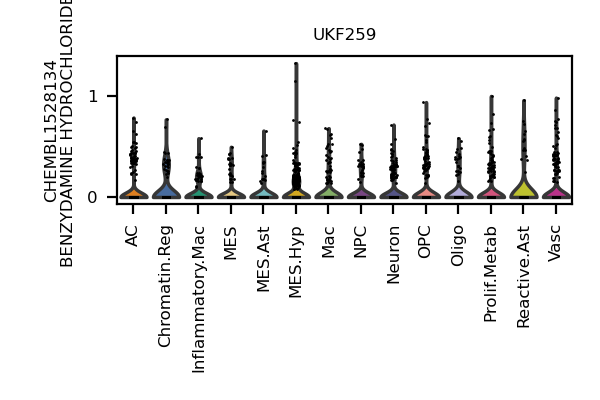 UKF259
CHEMBL1528134
BENZYDAMINE HYDROCHLORIDE
1
0
AC
Chromatin.Reg
Inflammatory.Mac
MES
MES.Ast
MES.Hyp
Mac
NPC
Neuron
OPC
Oligo
Prolif.Metab
Reactive.Ast
Vasc